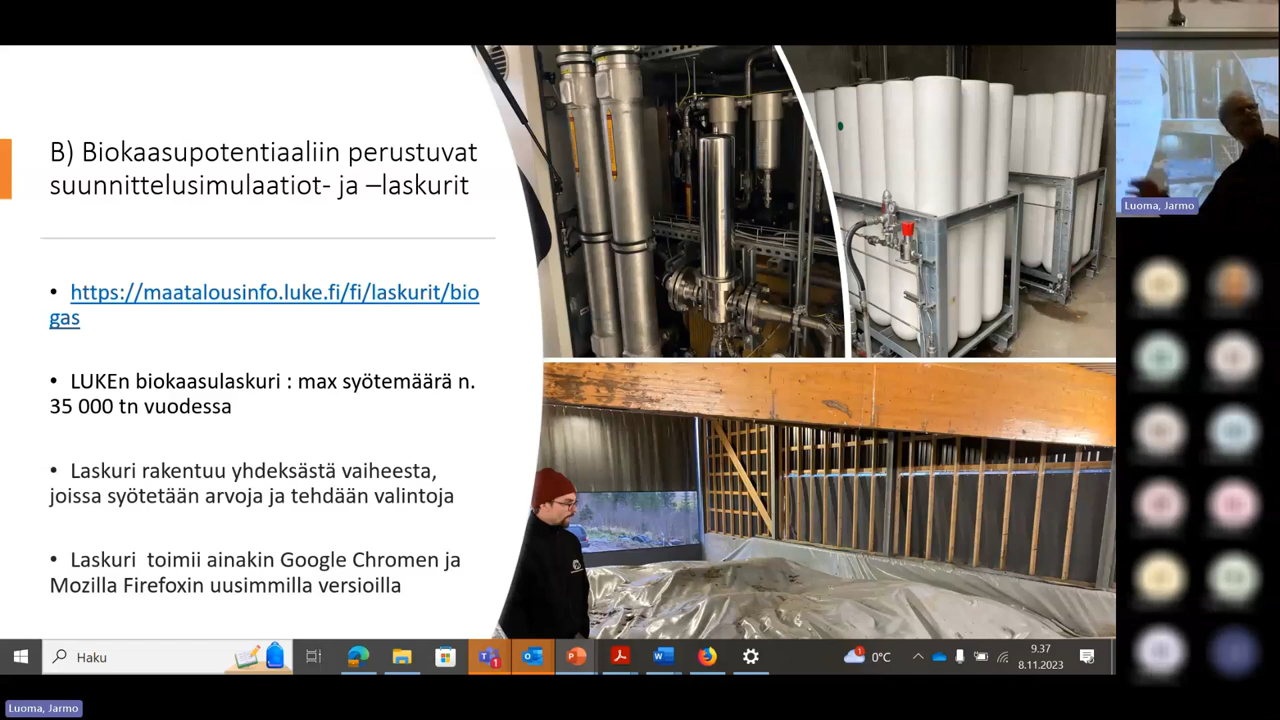 B) Biokaasupotentiaaliin perustuvat
suunnittelusimulaatiot- ja –laskurit
• https://maatalousinfo.luke.fi/fi/laskurit/bio
gas
• LUKEn biokaasulaskuri : max syötemäärä n.
35 000 tn vuodessa
• Laskuri rakentuu yhdeksästä vaiheesta,
joissa syötetään arvoja ja tehdään valintoja
• Laskuri toimii ainakin Google Chromen ja
Mozilla Firefoxin uusimmilla versioilla
Luoma, Jarmo
Haku
1
1
0°C
9.37
8.11.2023
Luoma, Jarmo